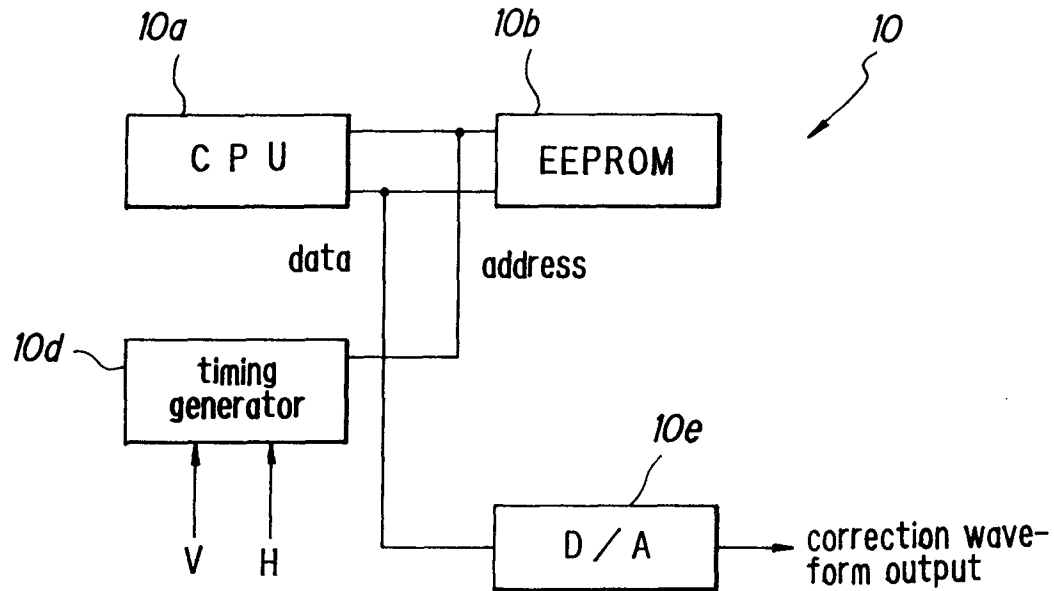 10a
10b
10
C P U
EEPROM
data
address
10d
timing
generator
10e
V
H
D / A
correction wave-
form output